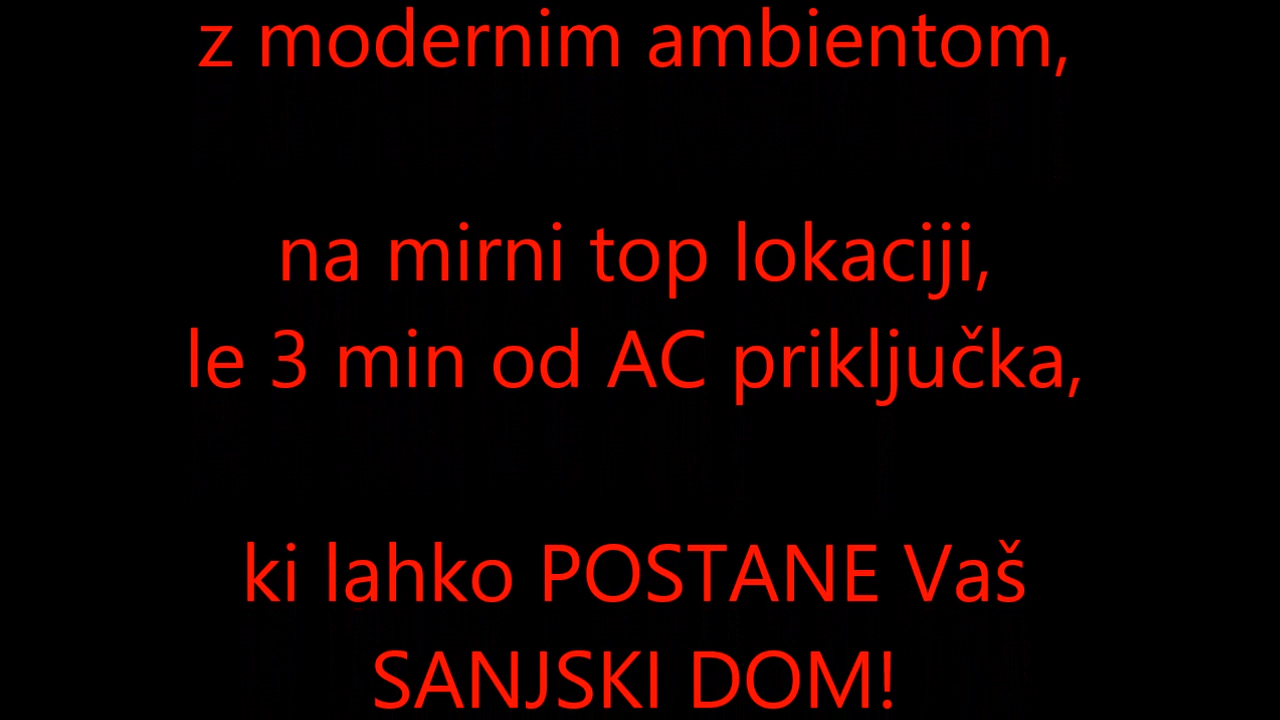 z modernim ambientom,
na mirni top lokaciji,
le 3 min od AC priključka,
ki lahko POSTANE Vaš
SANJSKI DOM!